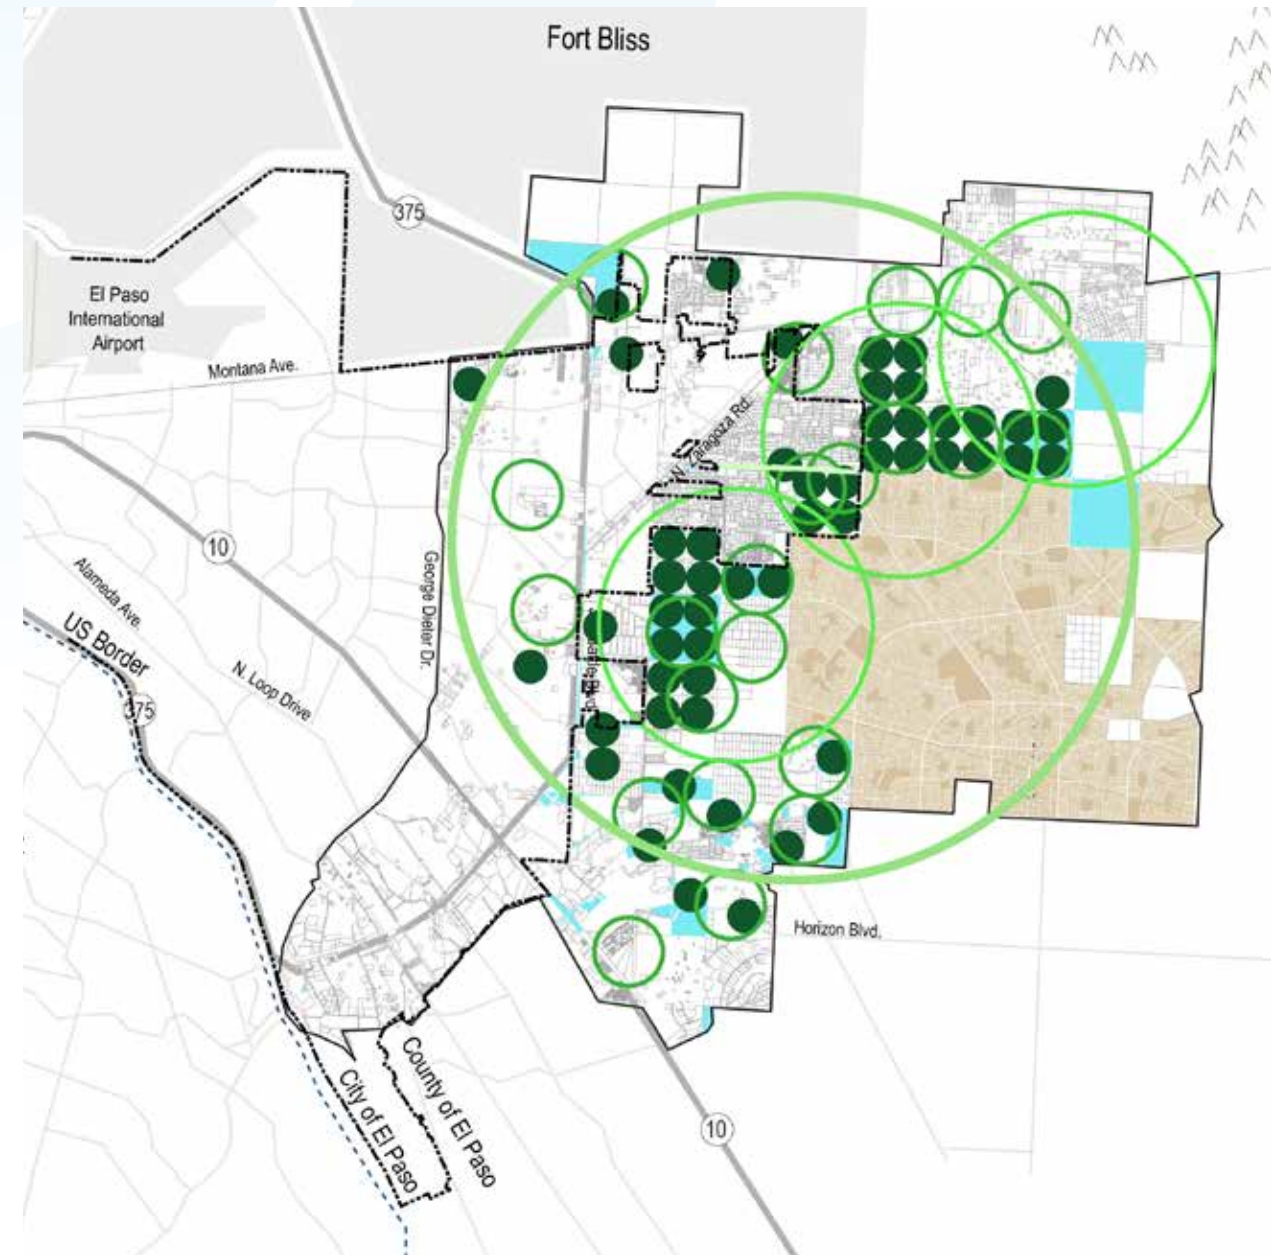 Fort Bliss
375
El Paso
International
Airport
Montana Ave.
N. Zaragoza Rd.
10
George Dieter Dr.
Alameda Ave.
US Border
N. Loop Drive
375
Horizon Blvd.
County of El Paso
City of El Paso
10